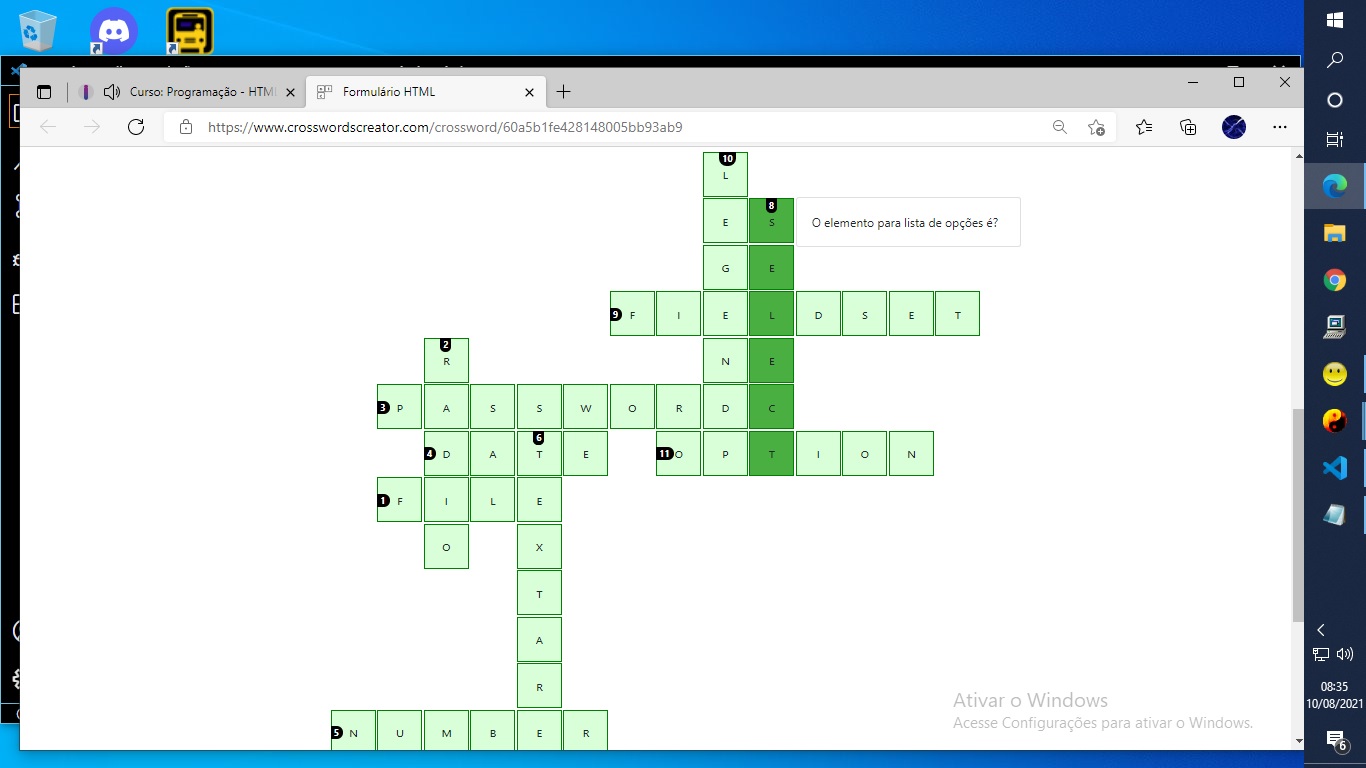 Curso: Programação - HTM
Formulário HTML
https://www.crosswordscreator.com/crossword/60a5b1fe428148005bb93ab9
10
L
8
E S
O elemento para lista de opções é?
G E
9
F I E L D S E T
2
R N E
3
P A S S W O R D C
4 6 11
D A T E O P T I O N
1
F I L E
O X
T
A
R
5
N U M B E R
Ativar o Windows
Acesse Configurações para ativar o Windows.
08:35
10/08/2021
6